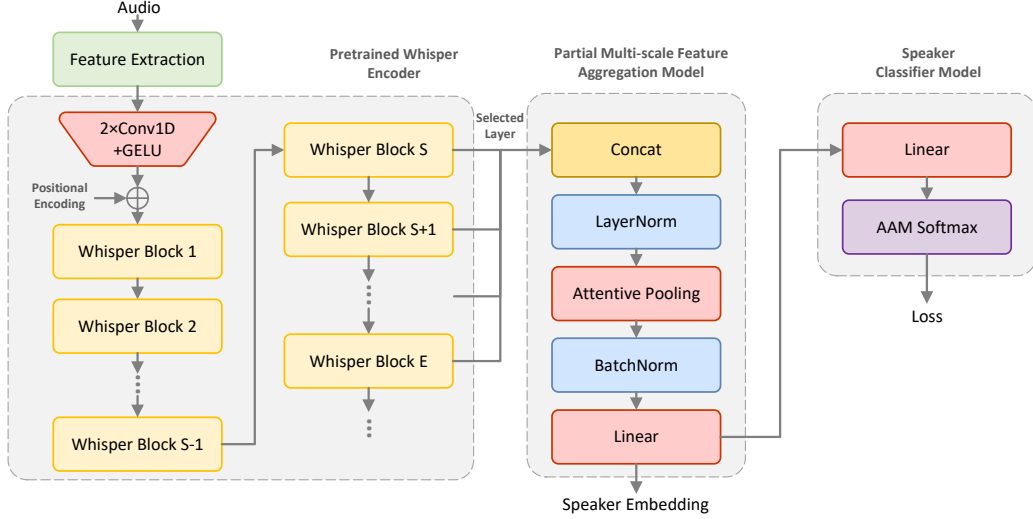 Audio
Feature Extraction
Pretrained Whisper
Encoder
2×Conv1D
+GELU
Positional
Encoding
Whisper Block 1
Whisper Block 2
Whisper Block S-1
Whisper Block S
Whisper Block S+1
Whisper Block E
Selected
Layer
Partial Multi-scale Feature
Aggregation Model
Concat
LayerNorm
Attentive Pooling
BatchNorm
Linear
Speaker Embedding
Speaker
Classifier Model
Linear
AAM Softmax
Loss